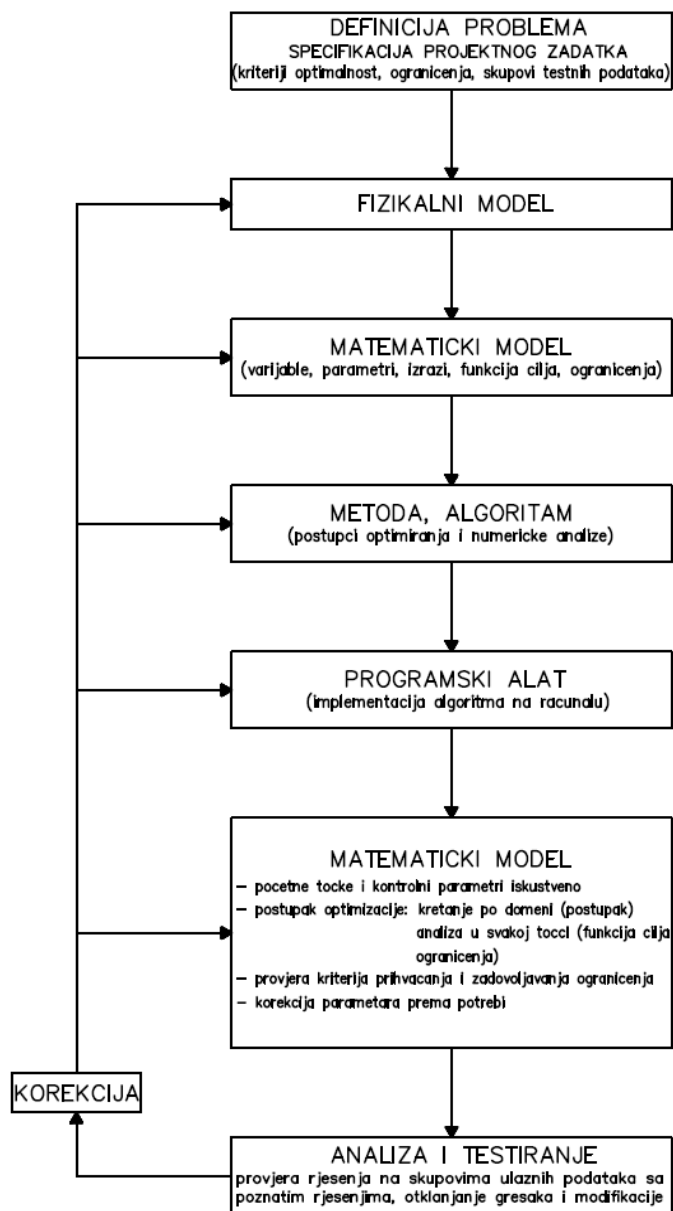 DEFINICIJA PROBLEMA
SPECIFIKACIJA PROJEKTNOG ZADATKA
(kriteriji optimalnost, ogranicenja, skupovi testnih podataka)
FIZIKALNI MODEL
MATEMATICKI MODEL
(varijable, parametri, izrazi, funkcija cilja, ogranicenja)
METODA, ALGORITAM
(postupci optimiranja i numericke analize)
PROGRAMSKI ALAT
(implementacija algoritma na racunalu)
MATEMATICKI MODEL
– pocetne tocke i kontrolni parametri iskustveno
– postupak optimizacije: kretanje po domeni (postupak)
analiza u svakoj tocci (funkcija cilja
ogranicenja)
– provjera kriterija prihvacanja i zadovoljavanja ogranicenja
– korekcija parametara prema potrebi
KOREKCIJA
ANALIZA I TESTIRANJE
provjera rjesenja na skupovima ulaznih podataka sa
poznatim rjesenjima, otklanjanje gresaka i modifikacije